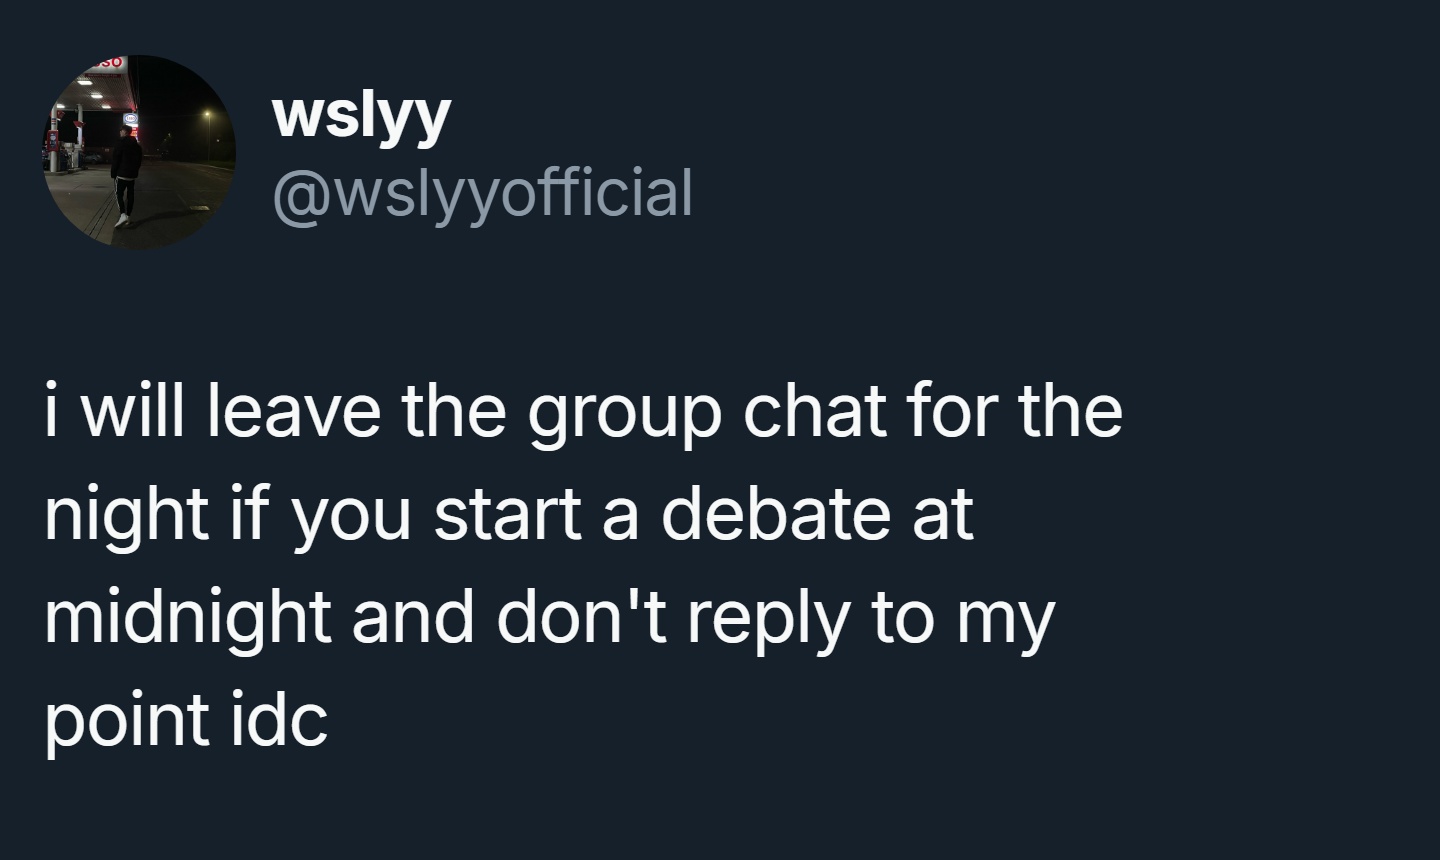 wslyy
@wslyyofficial
i will leave the group chat for the
night if you start a debate at
midnight and don't reply to my
point idc